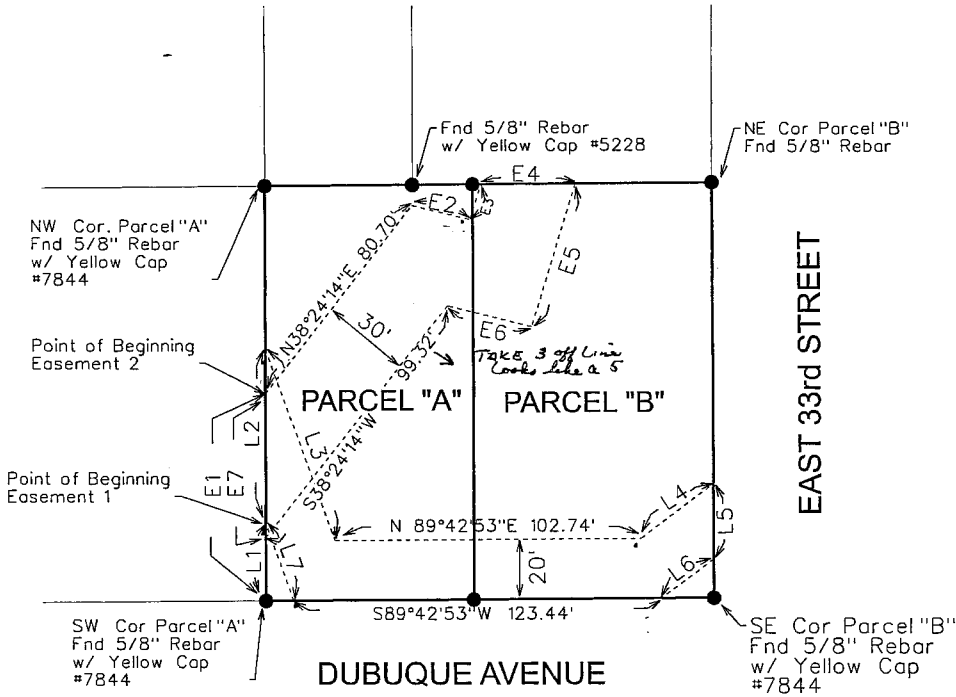 Fnd 5/8" Rebar
w/ Yellow Cap #5228
NE Cor Parcel "B"
Fnd 5/8" Rebar
E4
E2
E3
NW Cor. Parcel "A"
Fnd 5/8" Rebar
w/ Yellow Cap
#7844
N38°24'14"E 80.70'
E5
30'
E6
Point of Beginning
Easement 2
99.32'
TAKE 3 off Line
Looks like a 5
PARCEL "A"
PARCEL "B"
EAST 33rd STREET
L2
L3
S38°24'14"W
Point of Beginning
Easement 1
E1
E7
L4
L5
N 89°42'53"E 102.74'
L1
L7
20'
L6
S89°42'53"W 123.44'
SW Cor Parcel "A"
Fnd 5/8" Rebar
w/ Yellow Cap
#7844
SE Cor Parcel "B"
Fnd 5/8" Rebar
w/ Yellow Cap
#7844
DUBUQUE AVENUE